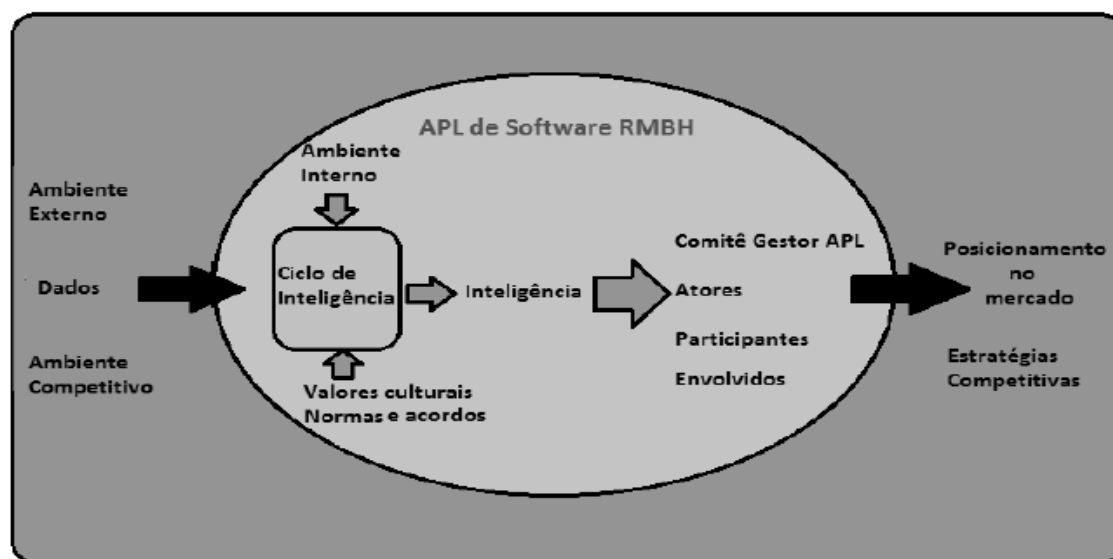 APL de Software RMBH
Ambiente
Externo
Dados
Ambiente
Competitivo
Ambiente
Interno
Ciclo de
Inteligência
Valores culturais
Normas e acordos
Inteligência
Comitê Gestor APL
Atores
Participantes
Envolvidos
Posicionamento
no
mercado
Estratégias
Competitivas